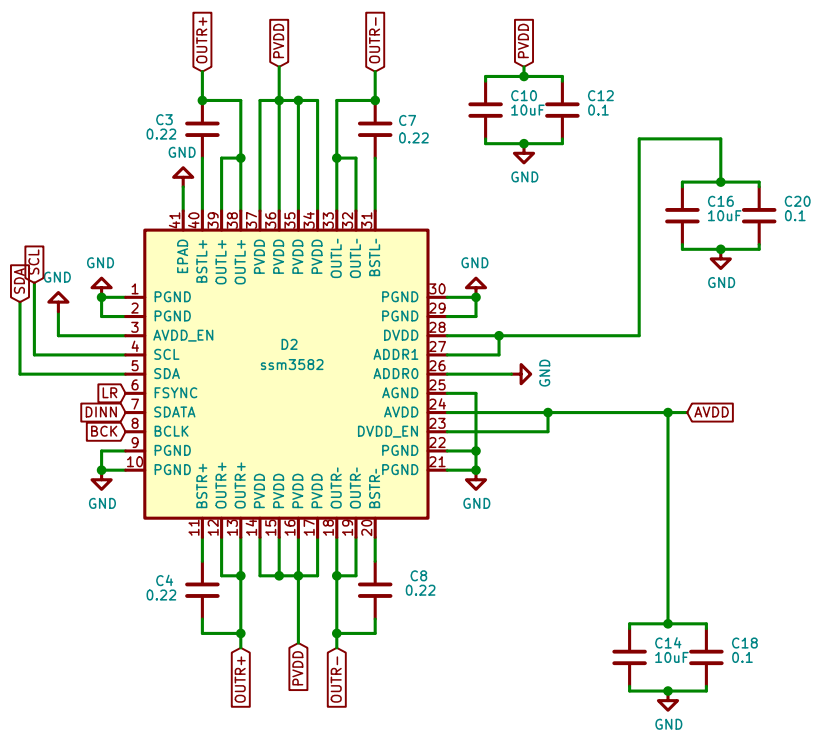 OUTR+
PVDD
OUTR-
PVDD
C3
0.22
GND
C7
0.22
C10
10uF
C12
0.1
GND
C16
10uF
C20
0.1
GND
41
40
39
38
37
36
35
34
33
32
31
EPAD
BSTL+
OUTL+
OUTL+
PVDD
PVDD
PVDD
PVDD
OUTL-
OUTL-
BSTL-
SDA
SCL
GND
GND
GND
1 PGND
2 PGND
3 AVDD_EN
4 SCL
5 SDA
LR 6 FSYNC
DINN 7 SDATA
BCK 8 BCLK
9 PGND
10 PGND
GND
D2
ssm3582
PGND 30
PGND 29
DVDD 28
ADDR1 27
ADDR0 26 GND
AGND 25
AVDD 24 AVDD
DVDD_EN 23
PGND 22
PGND 21
GND
BSTR+
OUTR+
OUTR+
PVDD
PVDD
PVDD
PVDD
OUTR-
OUTR-
BSTR-
11
12
13
14
15
16
17
18
19
20
C4
0.22
C8
0.22
OUTR+
PVDD
OUTR-
C14
10uF
C18
0.1
GND